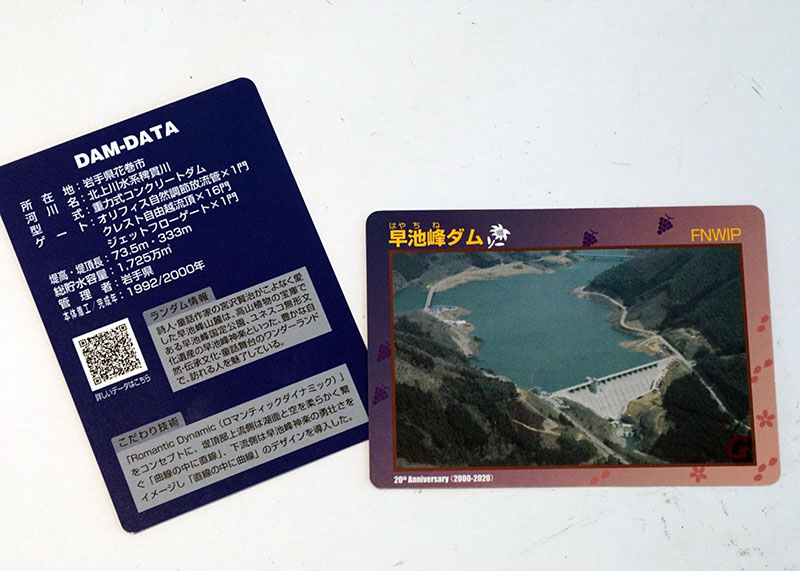 DAM-DATA
所在地:岩手県花巻市
河川名:北上川水系稗貫川
型式:重力式コンクリートダム
ゲート:オリフィス自然調節放流管×1門
クレスト自由越流頂×16門
ジェットフローゲート×1門
堤高・堤頂長:73.5m・333m
総貯水容量:1,725万㎥
管理者:岩手県
本体着工/完成年:1992/2000年
詳しいデータはこちら
ランダム情報
詩人・童話作家の宮沢賢治がこよなく愛
した早池峰山麓は、高山植物の宝庫で
ある早池峰国定公園、ユネスコ無形文
化遺産の早池峰神楽といった、豊かな自
然・伝承文化・童話舞台のワンダーランド
で、訪れる人を魅了している。
こだわり技術
「Romantic Dynamic (ロマンティックダイナミック)」
をコンセプトに、堤頂部上流側は湖面と空を柔らかく繋
ぐ「曲線の中に直線」、下流側は早池峰神楽の勇壮さを
イメージし「直線の中に曲線」のデザインを導入した。
はやちね
早池峰ダム
FNWIP
G
20th Anniversary (2000-2020)